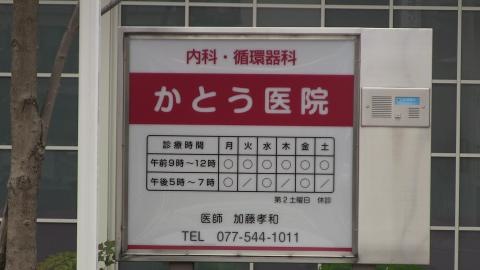 内科・循環器科
かとう医院
診療時間 月 火 水 木 金 土
午前9時～12時 ○ ○ ○ ○ ○ ○
午後5時～7時 ○ ／ ○ ／ ○ ／
第2土曜日 休診
医師 加藤孝和
TEL 077-544-1011